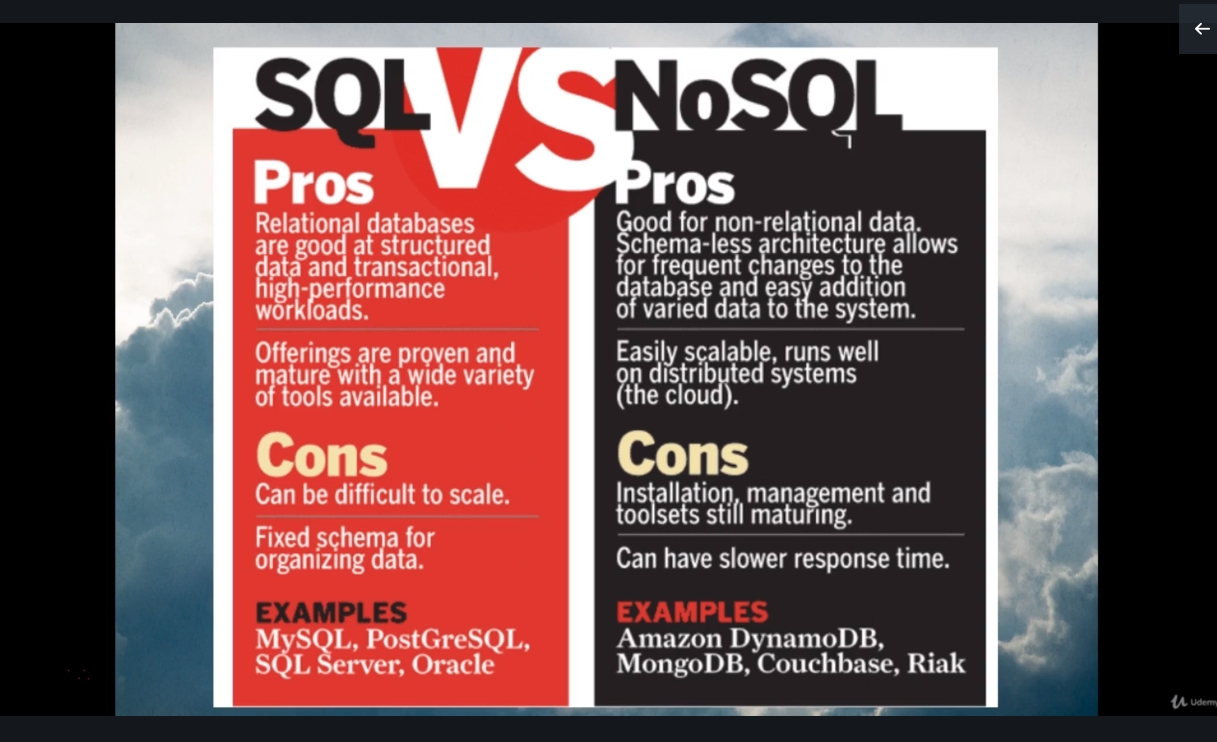 SQL VS NoSQL
Pros
Relational databases
are good at structured
data and transactional,
high-performance
workloads.
Offerings are proven and
mature with a wide variety
of tools available.
Cons
Can be difficult to scale.
Fixed schema for
organizing data.
EXAMPLES
MySQL, PostGreSQL,
SQL Server, Oracle
Pros
Good for non-relational data.
Schema-less architecture allows
for frequent changes to the
database and easy addition
of varied data to the system.
Easily scalable, runs well
on distributed systems
(the cloud).
Cons
Installation, management and
toolsets still maturing.
Can have slower response time.
EXAMPLES
Amazon DynamoDB,
MongoDB, Couchbase, Riak
Udemy